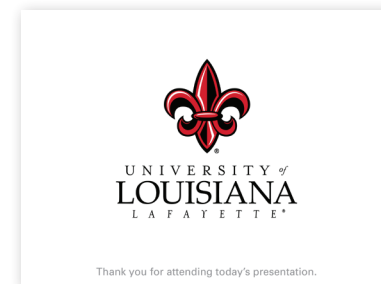 ®
UNIVERSITY of
LOUISIANA
LAFAYETTE*
Thank you for attending today's presentation.